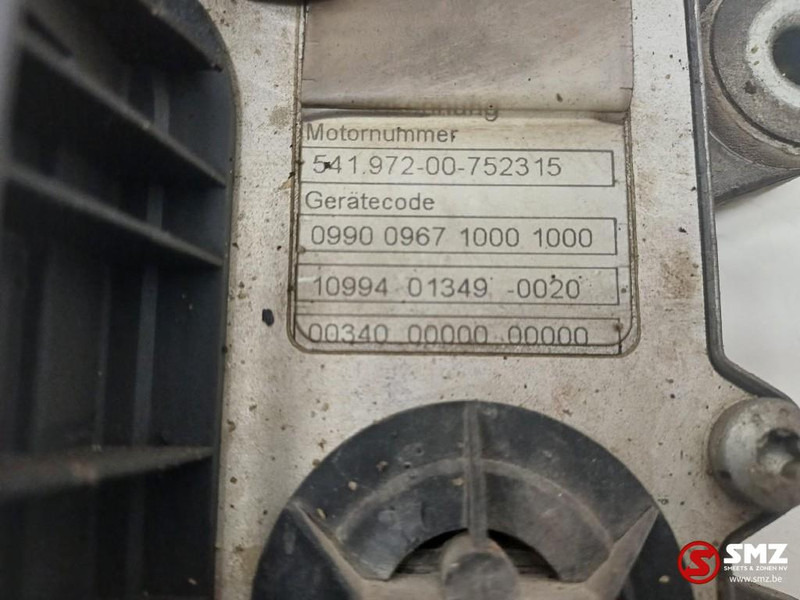 Motornummer
541.972-00-752315
Gerätecode
0990 0967 1000 1000
10994 01349 -0020
00340 00000 00000
SMZ
SMEETS & ZONEN NV
www.smz.be